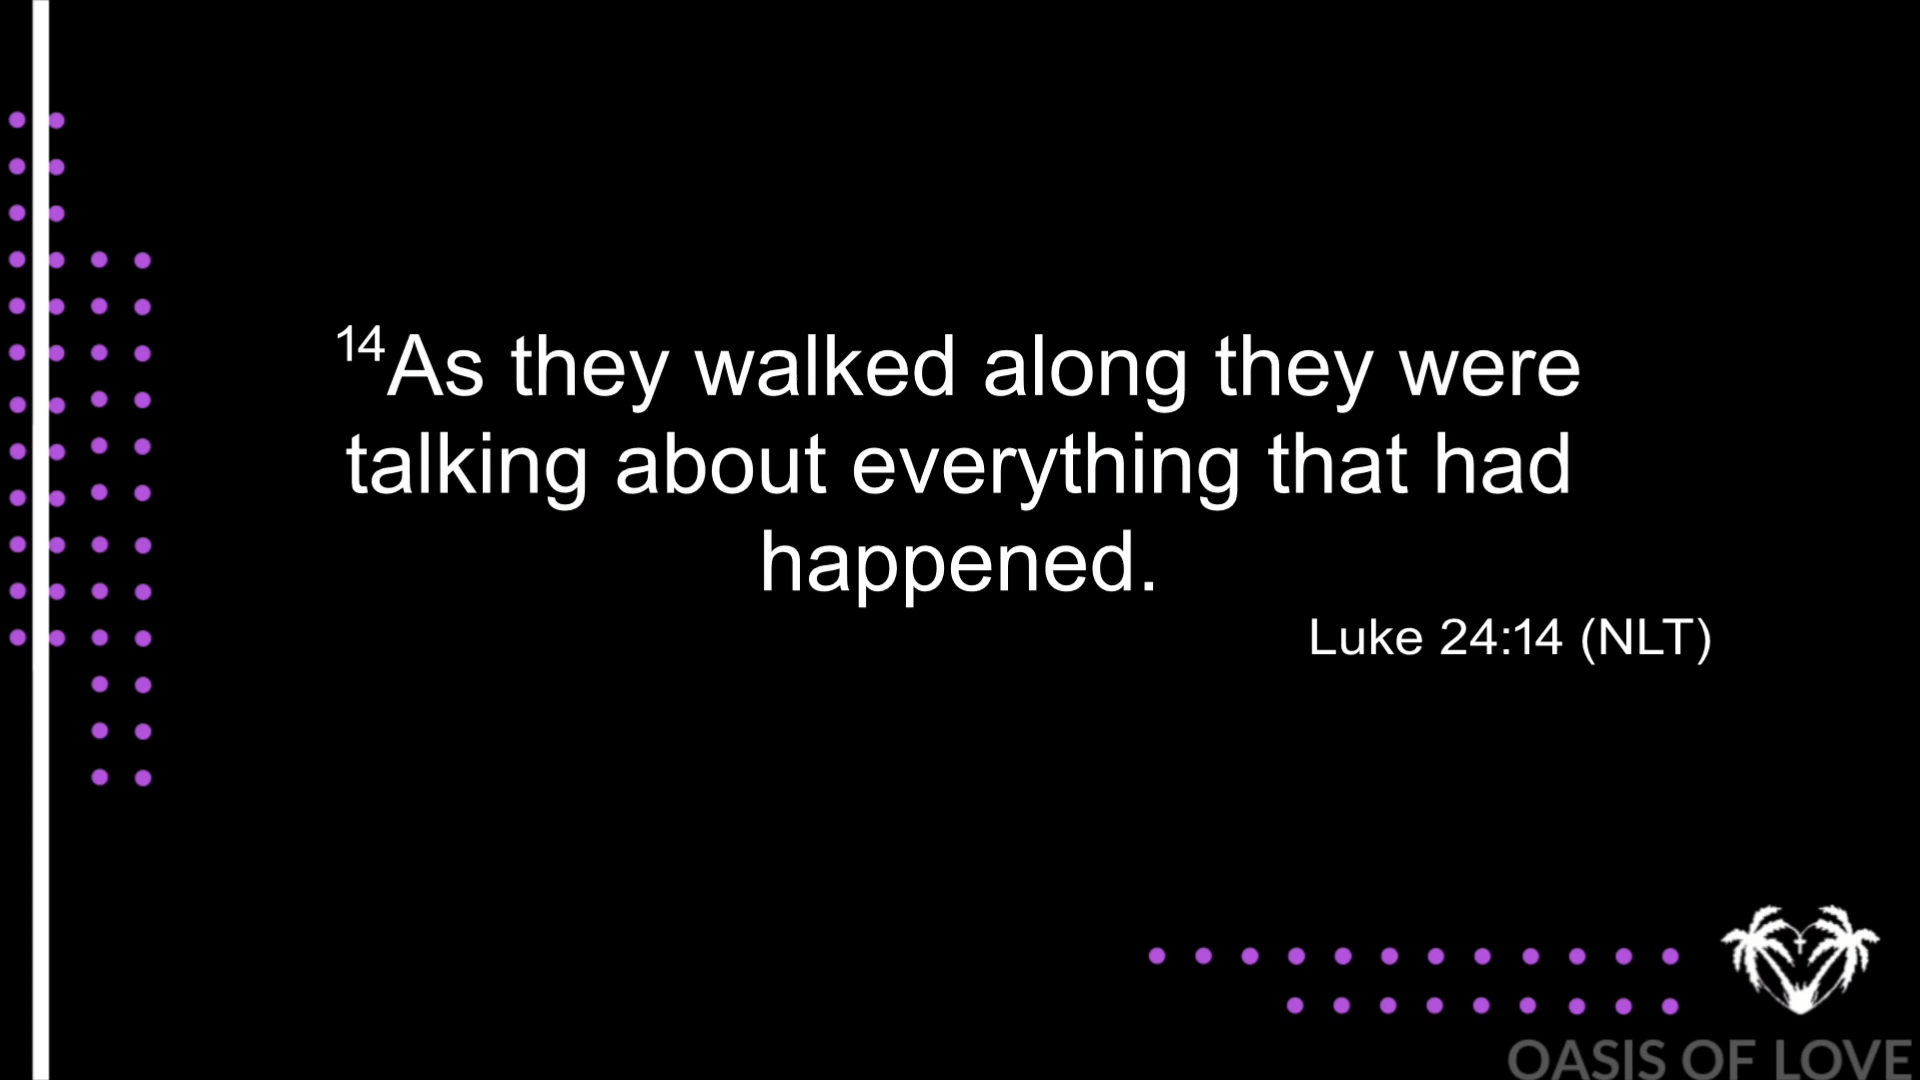 14As they walked along they were
talking about everything that had
happened.
Luke 24:14 (NLT)
OASIS OF LOVE